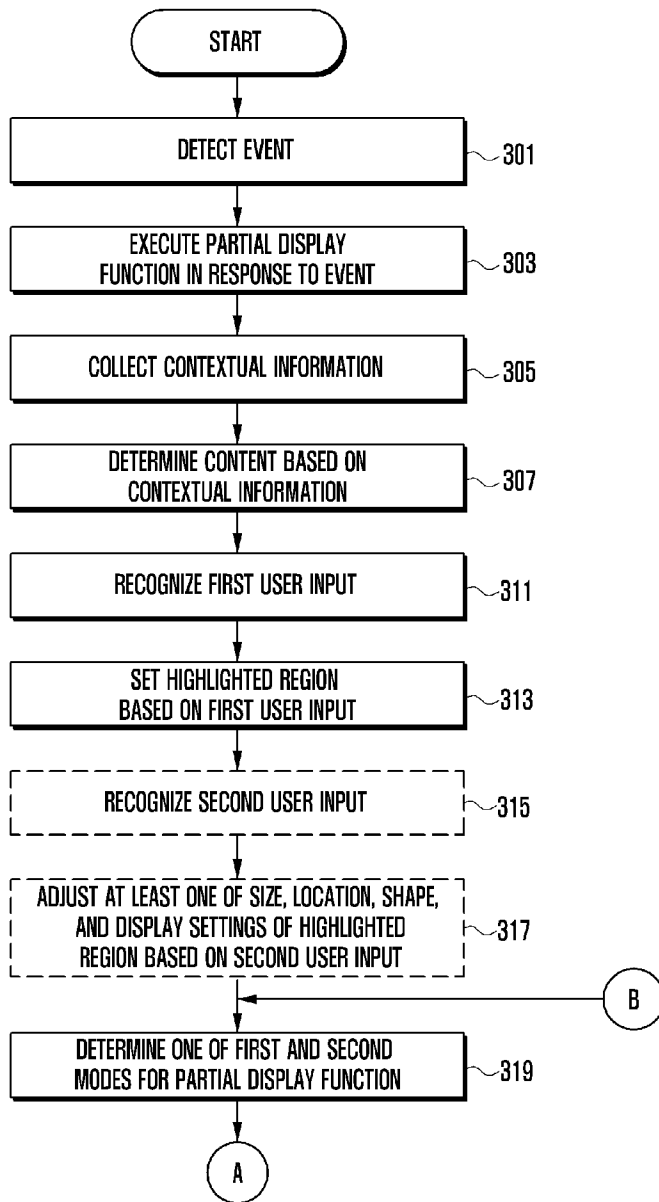 START
DETECT EVENT
301
EXECUTE PARTIAL DISPLAY
FUNCTION IN RESPONSE TO EVENT
303
COLLECT CONTEXTUAL INFORMATION
305
DETERMINE CONTENT BASED ON
CONTEXTUAL INFORMATION
307
RECOGNIZE FIRST USER INPUT
311
SET HIGHLIGHTED REGION
BASED ON FIRST USER INPUT
313
RECOGNIZE SECOND USER INPUT
315
ADJUST AT LEAST ONE OF SIZE, LOCATION, SHAPE,
AND DISPLAY SETTINGS OF HIGHLIGHTED
REGION BASED ON SECOND USER INPUT
317
B
DETERMINE ONE OF FIRST AND SECOND
MODES FOR PARTIAL DISPLAY FUNCTION
319
A